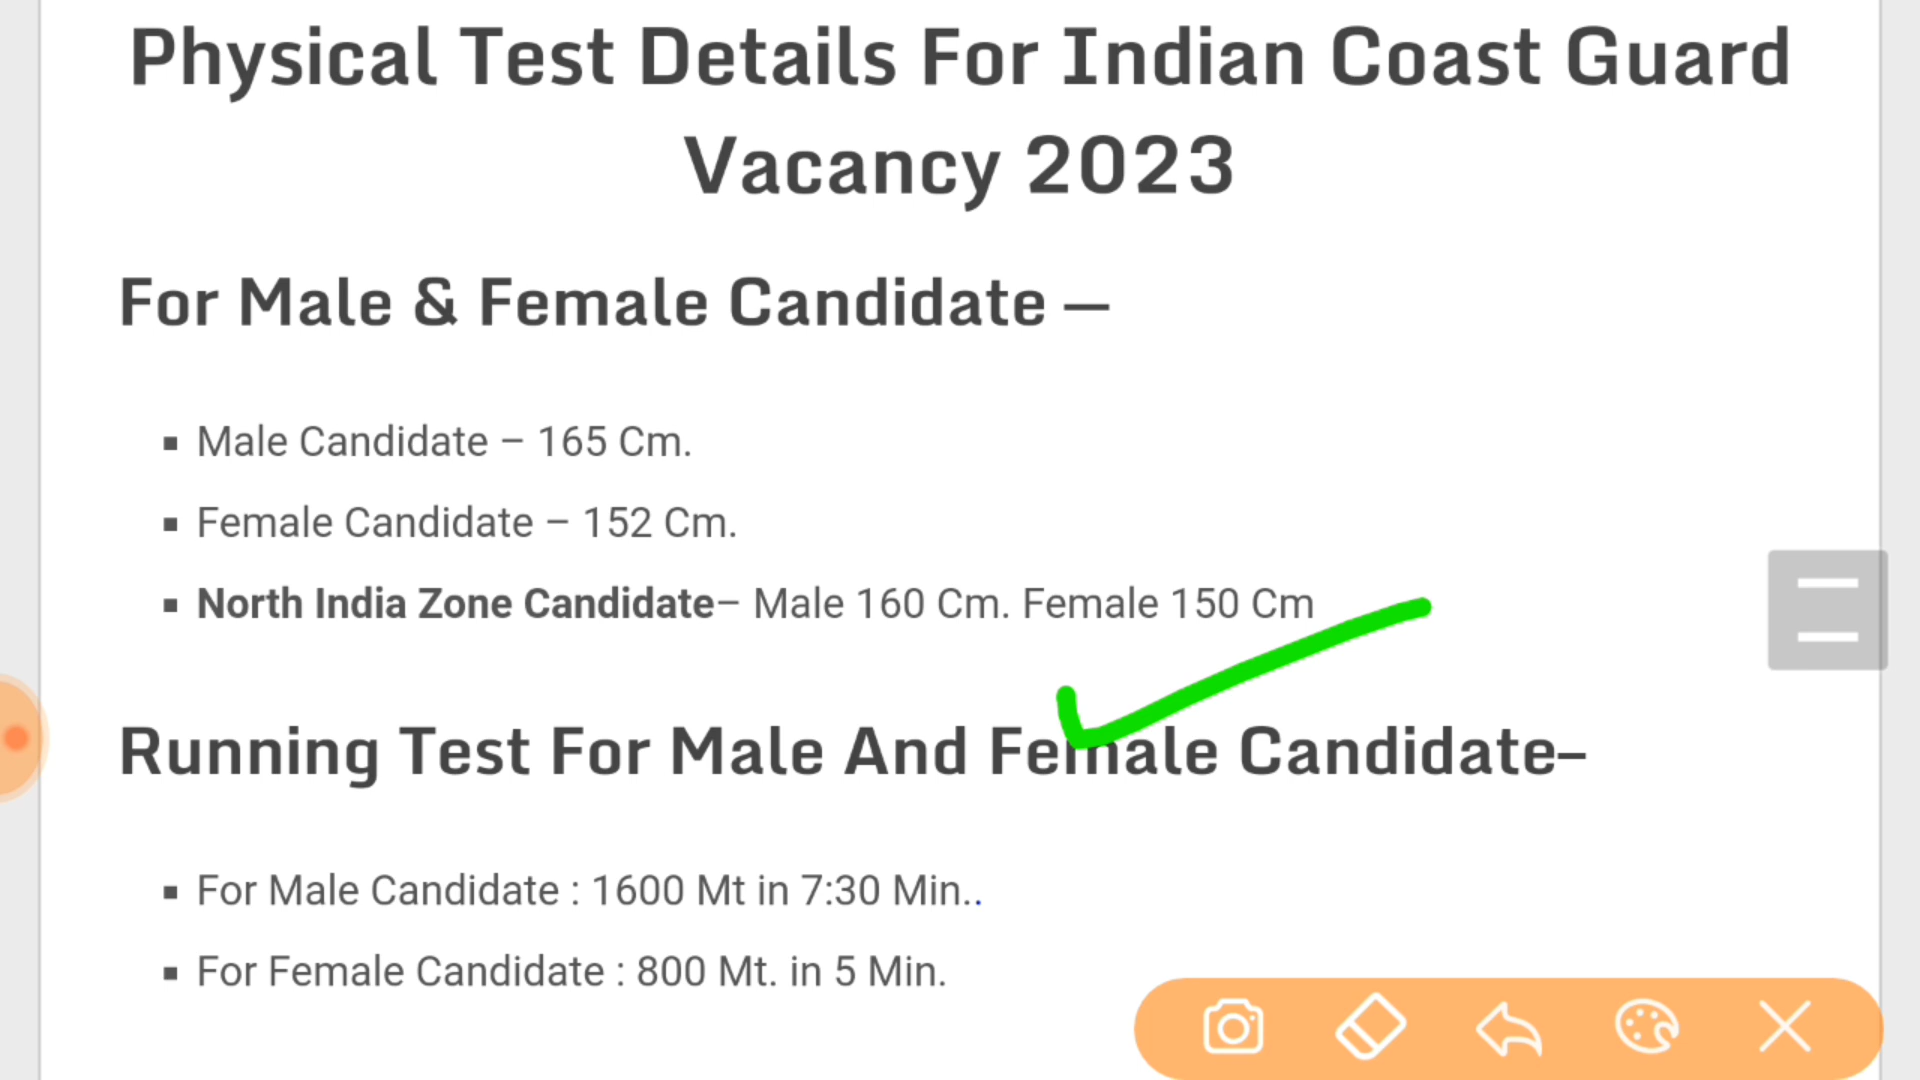 Physical Test Details For Indian Coast Guard
Vacancy 2023
For Male & Female Candidate —
▪ Male Candidate – 165 Cm.
▪ Female Candidate – 152 Cm.
▪ North India Zone Candidate– Male 160 Cm. Female 150 Cm
Running Test For Male And Female Candidate–
▪ For Male Candidate : 1600 Mt in 7:30 Min..
▪ For Female Candidate : 800 Mt. in 5 Min.